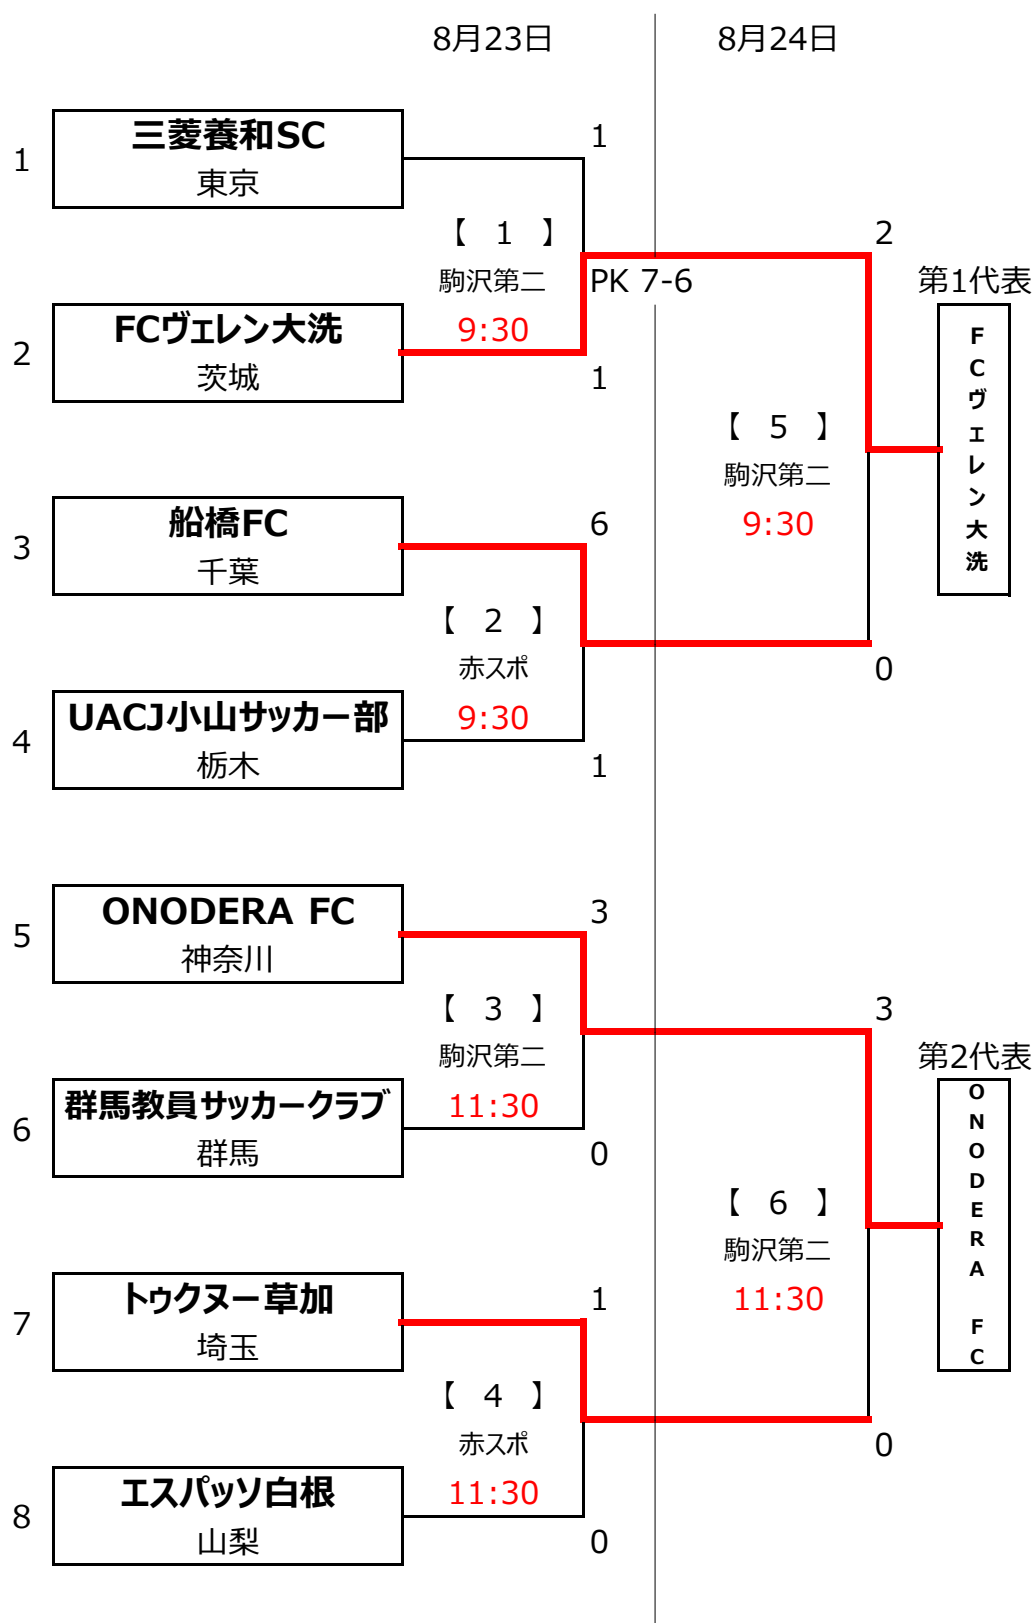 8月23日
8月24日
1
三菱養和SC
東京
1
【 1 】
駒沢第二
9:30
PK 7-6
2
FCヴェレン大洗
茨城
1
2
第1代表
FCヴェレン大洗
【 5 】
駒沢第二
9:30
3
船橋FC
千葉
6
【 2 】
赤スポ
9:30
0
4
UACJ小山サッカー部
栃木
1
5
ONODERA FC
神奈川
3
【 3 】
駒沢第二
11:30
3
第2代表
ONODERA FC
6
群馬教員サッカークラブ
群馬
0
【 6 】
駒沢第二
11:30
7
トゥクヌー草加
埼玉
1
【 4 】
赤スポ
11:30
0
8
エスパッソ白根
山梨
0